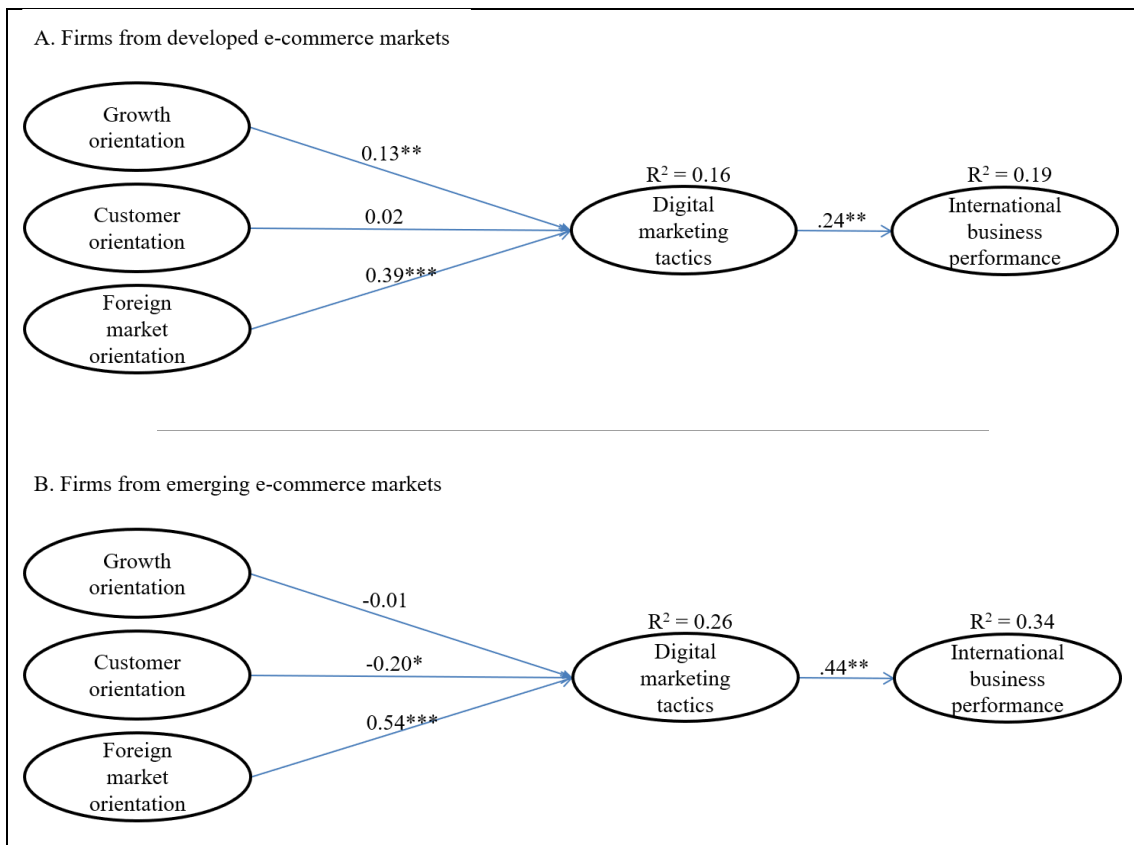 A. Firms from developed e-commerce markets
Growth
orientation
0.13**
Customer
orientation
0.02
Foreign
market
orientation
0.39***
R² = 0.16
Digital
marketing
tactics
.24**
R² = 0.19
International
business
performance
B. Firms from emerging e-commerce markets
Growth
orientation
-0.01
Customer
orientation
-0.20*
Foreign
market
orientation
0.54***
R² = 0.26
Digital
marketing
tactics
.44**
R² = 0.34
International
business
performance